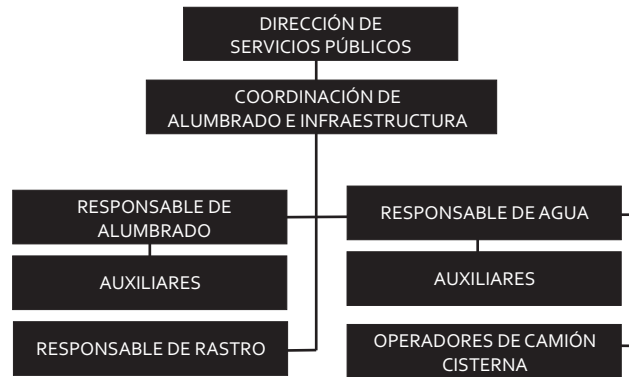 DIRECCIÓN DE
SERVICIOS PÚBLICOS
COORDINACIÓN DE
ALUMBRADO E INFRAESTRUCTURA
RESPONSABLE DE
ALUMBRADO
RESPONSABLE DE AGUA
AUXILIARES
AUXILIARES
RESPONSABLE DE RASTRO
OPERADORES DE CAMIÓN
CISTERNA